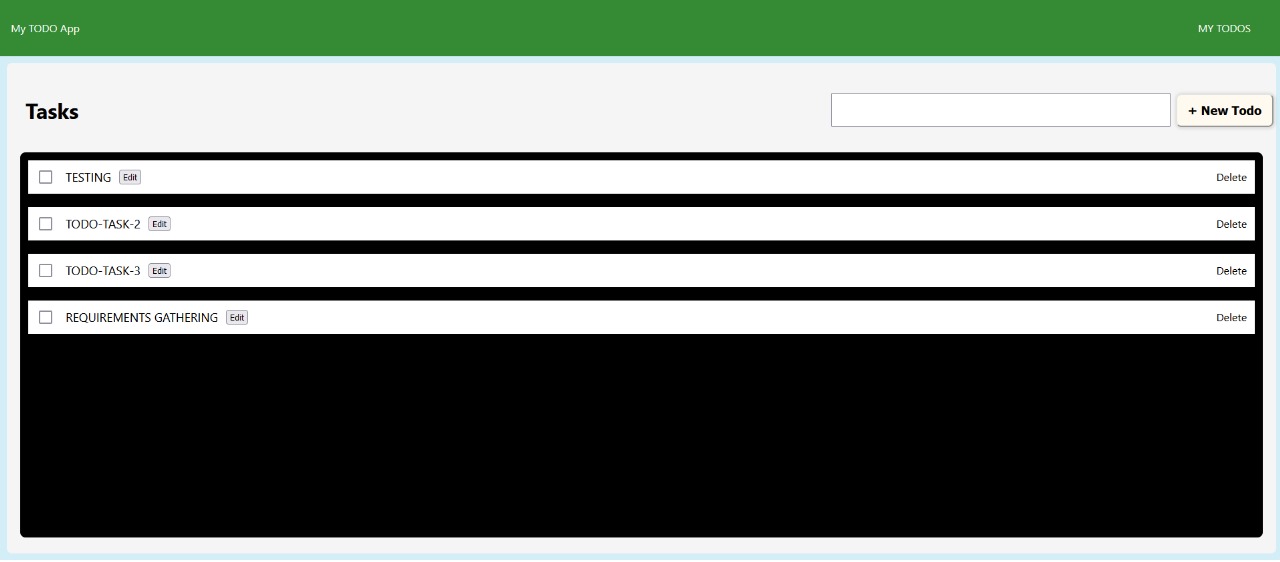 My TODO App MY TODOS
Tasks + New Todo
TESTING Edit Delete
TODO-TASK-2 Edit Delete
TODO-TASK-3 Edit Delete
REQUIREMENTS GATHERING Edit Delete